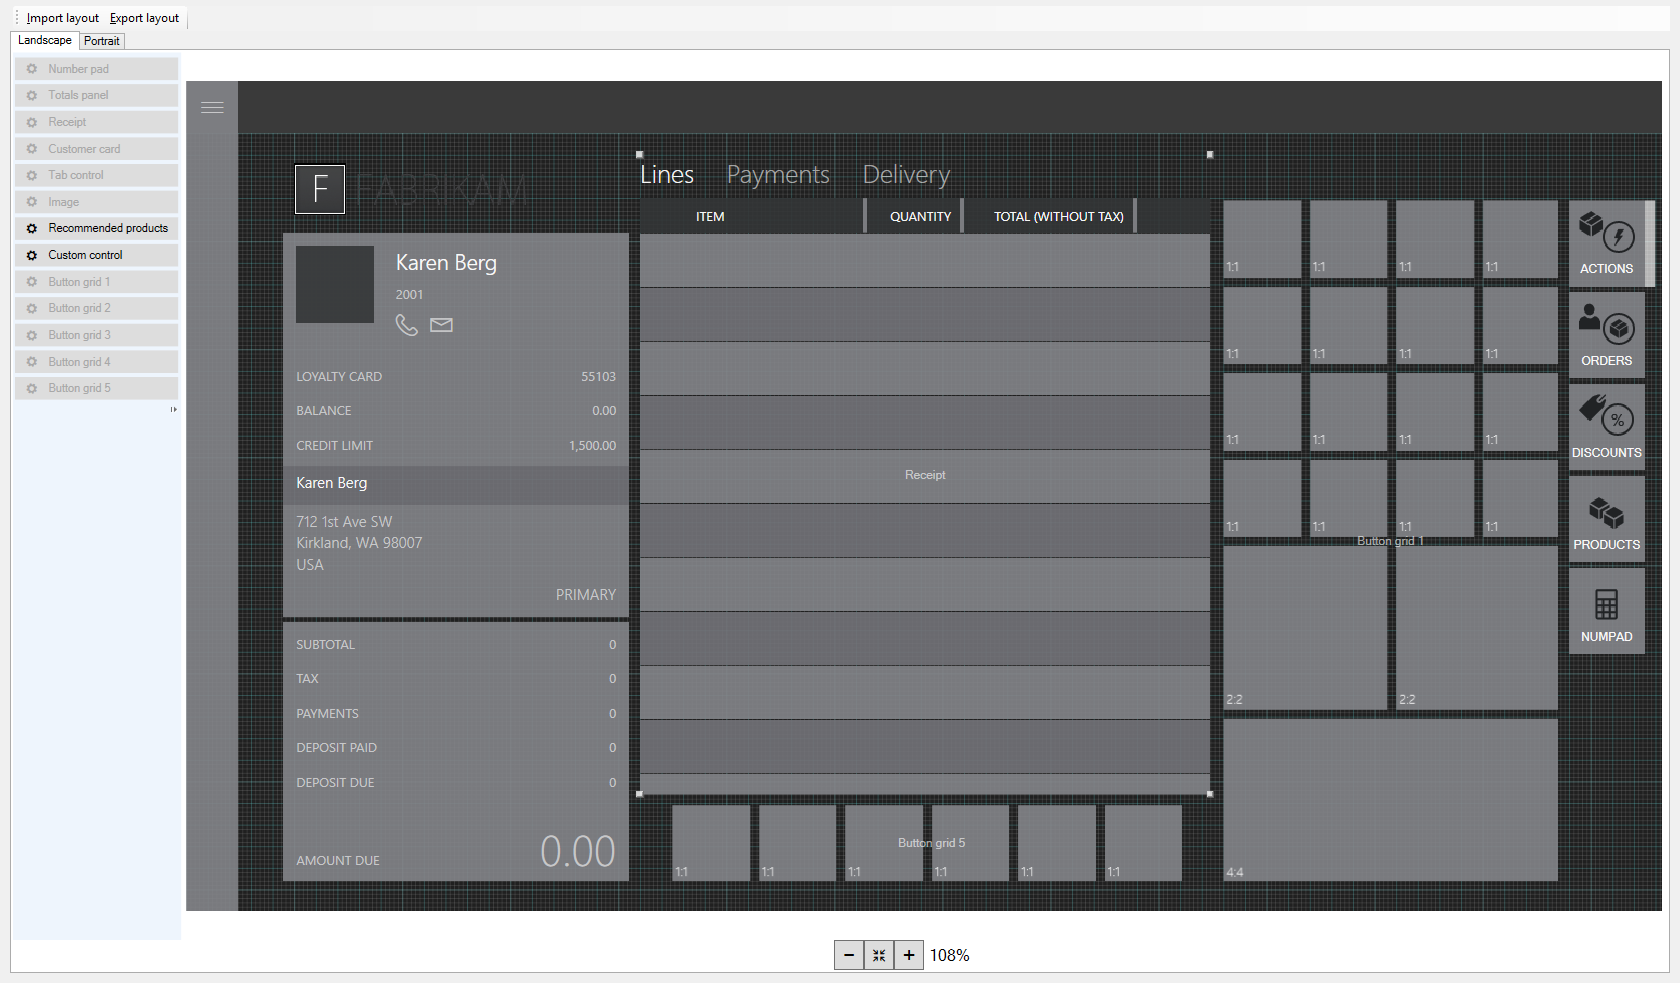 Import layout Export layout
Landscape Portrait
Number pad
Totals panel
Receipt
Customer card
Tab control
Image
Recommended products
Custom control
Button grid 1
Button grid 2
Button grid 3
Button grid 4
Button grid 5
F FABRIKAM
Karen Berg
2001
LOYALTY CARD 55103
BALANCE 0.00
CREDIT LIMIT 1,500.00
Karen Berg
712 1st Ave SW
Kirkland, WA 98007
USA
PRIMARY
SUBTOTAL 0
TAX 0
PAYMENTS 0
DEPOSIT PAID 0
DEPOSIT DUE 0
AMOUNT DUE 0.00
Lines Payments Delivery
ITEM QUANTITY TOTAL (WITHOUT TAX)
Receipt
Button grid 5
1:1 1:1 1:1 1:1 1:1 1:1
1:1 1:1 1:1 1:1
1:1 1:1 1:1 1:1
1:1 1:1 1:1 1:1
1:1 1:1 1:1 1:1
Button grid 1
2:2 2:2
4:4
ACTIONS
ORDERS
%
DISCOUNTS
PRODUCTS
NUMPAD
108%